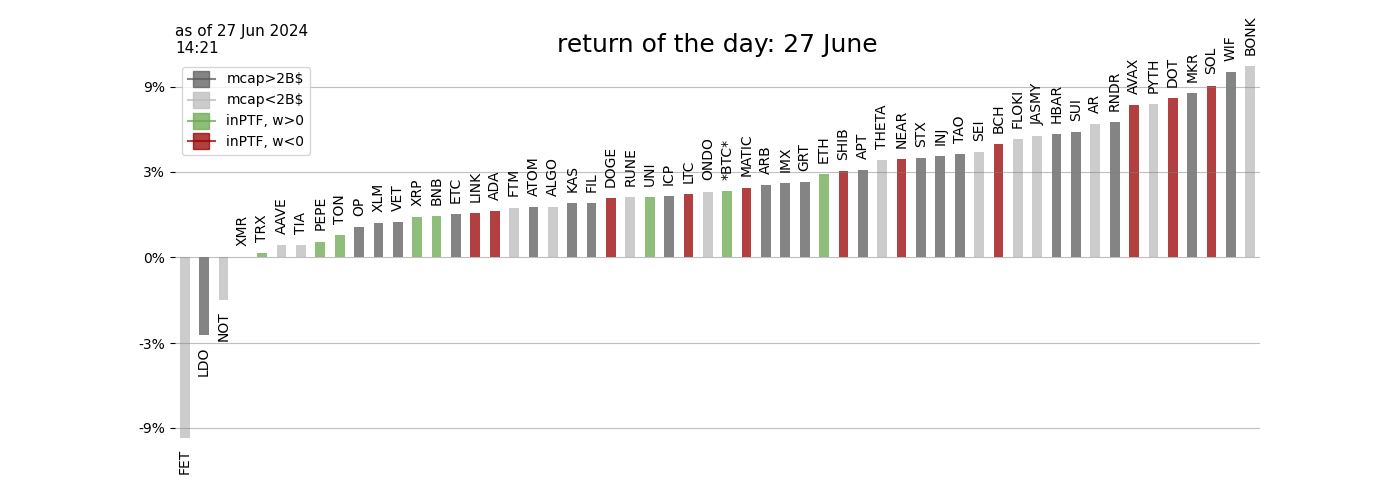 as of 27 Jun 2024
14:21
return of the day: 27 June
mcap>2B$
mcap<2B$
inPTF, w>0
inPTF, w<0
9%
3%
0%
-3%
-9%
FET
LDO
NOT
XMR
TRX
AAVE
TIA
PEPE
TON
OP
XLM
VET
XRP
BNB
ETC
LINK
ADA
FTM
ATOM
ALGO
KAS
FIL
DOGE
RUNE
UNI
ICP
LTC
ONDO
*BTC*
MATIC
ARB
IMX
GRT
ETH
SHIB
APT
THETA
NEAR
STX
INJ
TAO
SEI
BCH
FLOKI
JASMY
HBAR
SUI
AR
RNDR
AVAX
PYTH
DOT
MKR
SOL
WIF
BONK